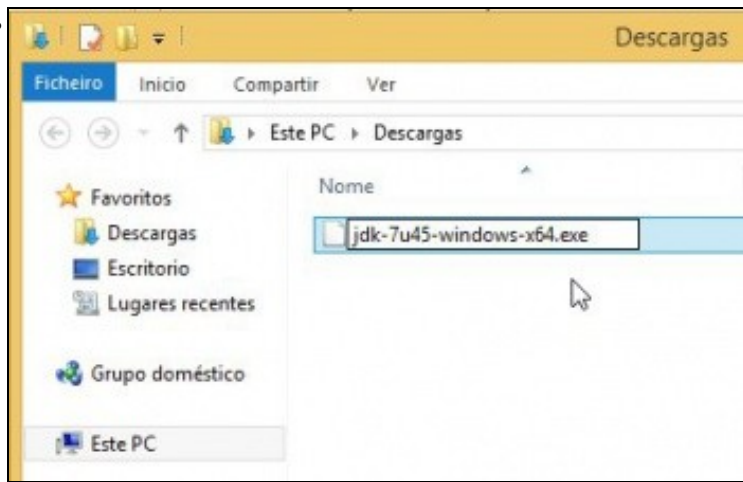 Descargas
Ficheiro Inicio Compartir Ver
Este PC Descargas
Favoritos
Descargas
Escritorio
Lugares recentes
Grupo doméstico
Este PC
Nome
jdk-7u45-windows-x64.exe